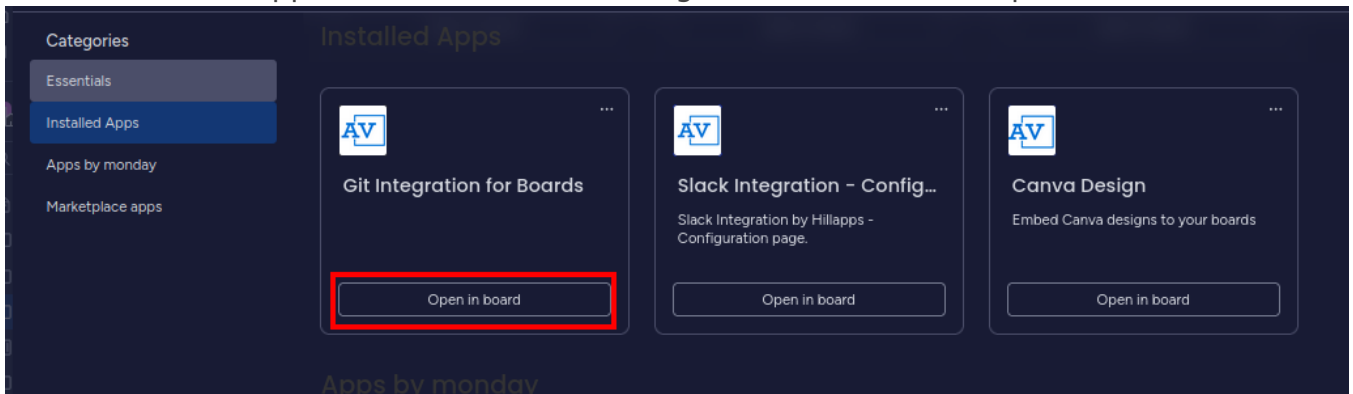 Categories
Essentials
Installed Apps
Apps by monday
Marketplace apps
Installed Apps
AV
Git Integration for Boards
Open in board
AV
Slack Integration - Config...
Slack Integration by Hillapps -
Configuration page.
Open in board
AV
Canva Design
Embed Canva designs to your boards
Open in board
Apps by monday